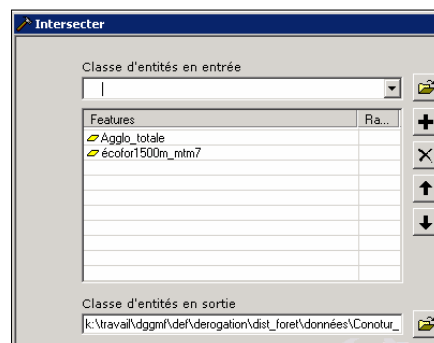 Intersecter
Classe d'entités en entrée
Features Ra...
Agglo_totale
écofor1500m_mtm7
Classe d'entités en sortie
k:\travail\dggmf\def\derogation\dist_foret\données\Conotur_